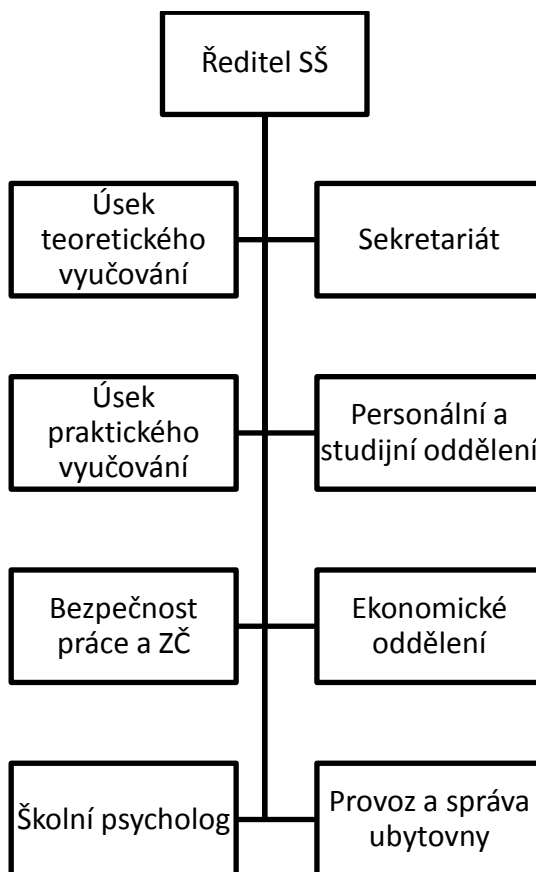 Ředitel SŠ
Úsek
teoretického
vyučování
Sekretariát
Úsek
praktického
vyučování
Personální a
studijní oddělení
Bezpečnost
práce a ZČ
Ekonomické
oddělení
Školní psycholog
Provoz a správa
ubytovny